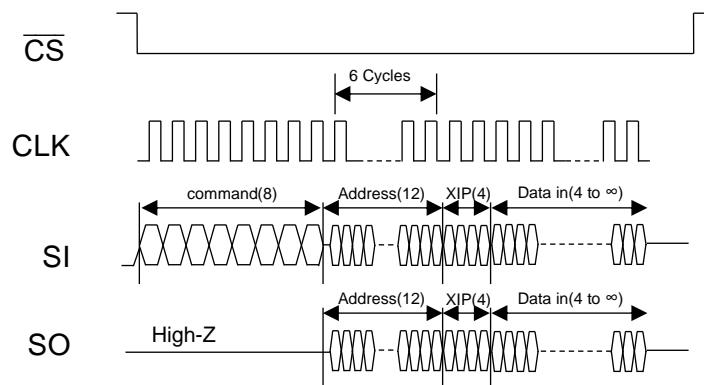 CS
6 Cycles
CLK
command(8) Address(12) XIP(4) Data in(4 to ∞)
SI
Address(12) XIP(4) Data in(4 to ∞)
High-Z
SO